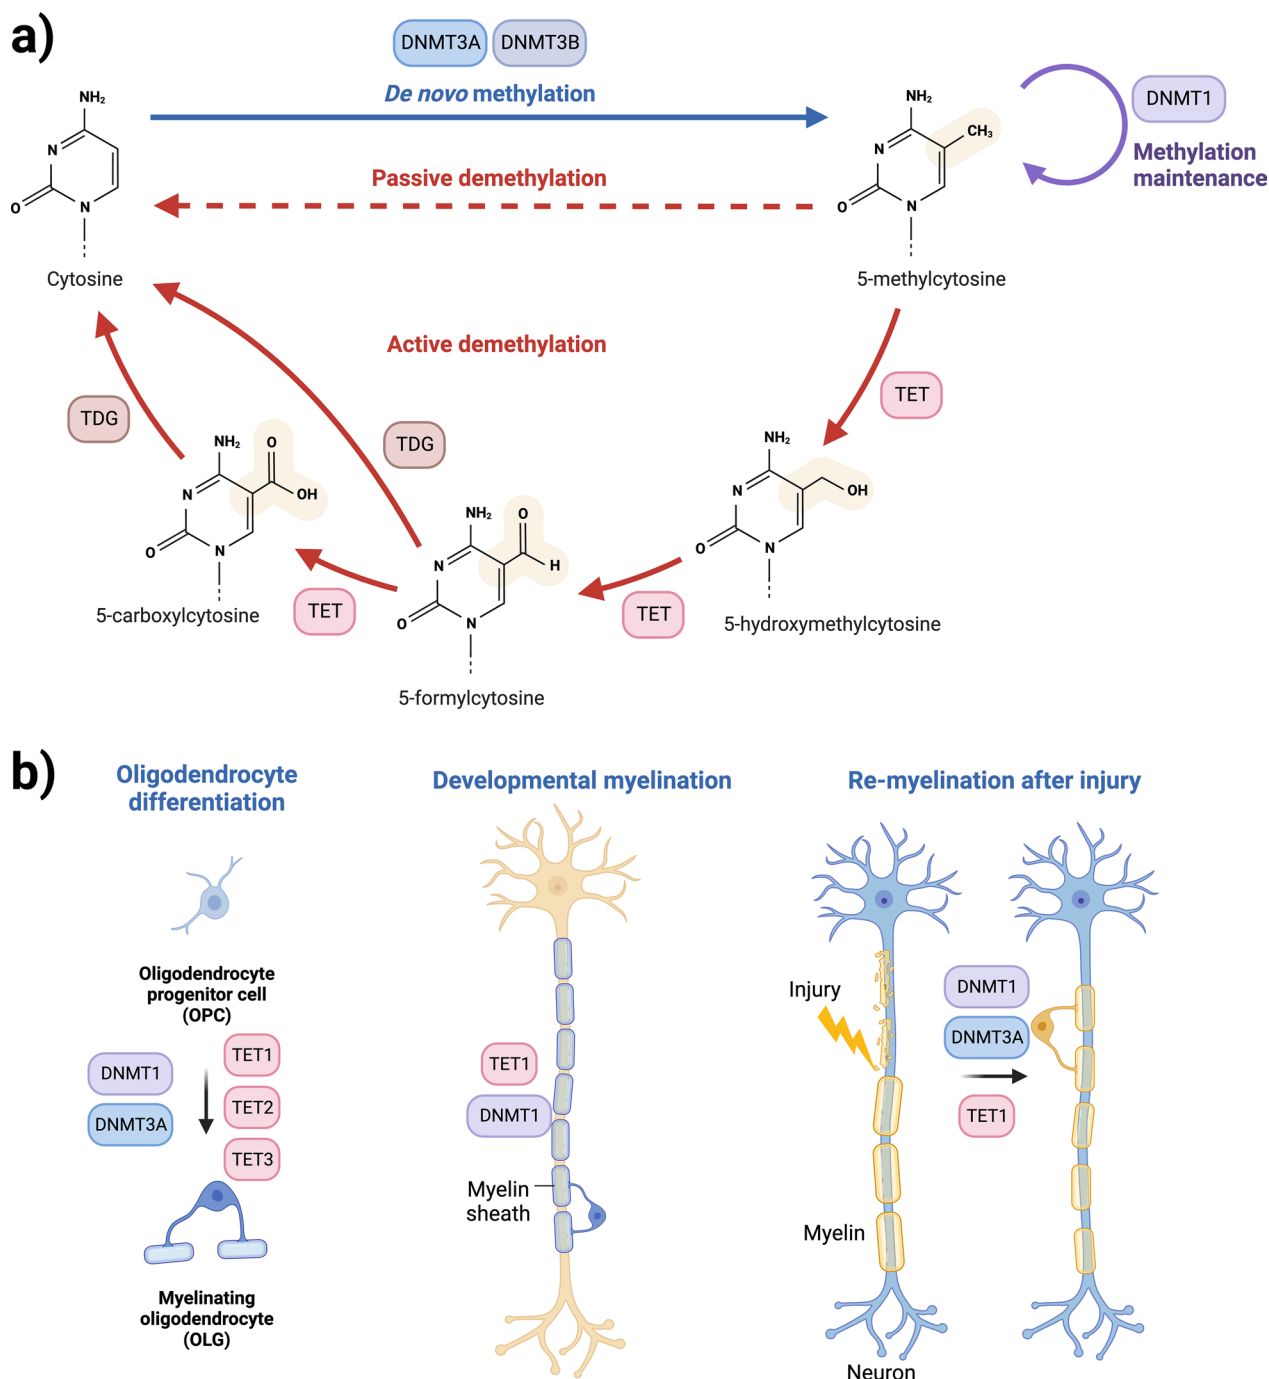 a)
DNMT3A
DNMT3B
De novo methylation
NH₂
N
O
N
Cytosine
Passive demethylation
NH₂
CH₃
N
O
N
5-methylcytosine
DNMT1
Methylation
maintenance
Active demethylation
TET
TDG
TDG
NH₂
O
N
OH
O
N
5-carboxylcytosine
TET
NH₂
O
N
H
O
N
5-formylcytosine
TET
NH₂
N
OH
O
N
5-hydroxymethylcytosine
b)
Oligodendrocyte
differentiation
Oligodendrocyte
progenitor cell
(OPC)
DNMT1
DNMT3A
TET1
TET2
TET3
Myelinating
oligodendrocyte
(OLG)
Developmental myelination
TET1
DNMT1
Myelin
sheath
Re-myelination after injury
Injury
Myelin
Neuron
DNMT1
DNMT3A
TET1